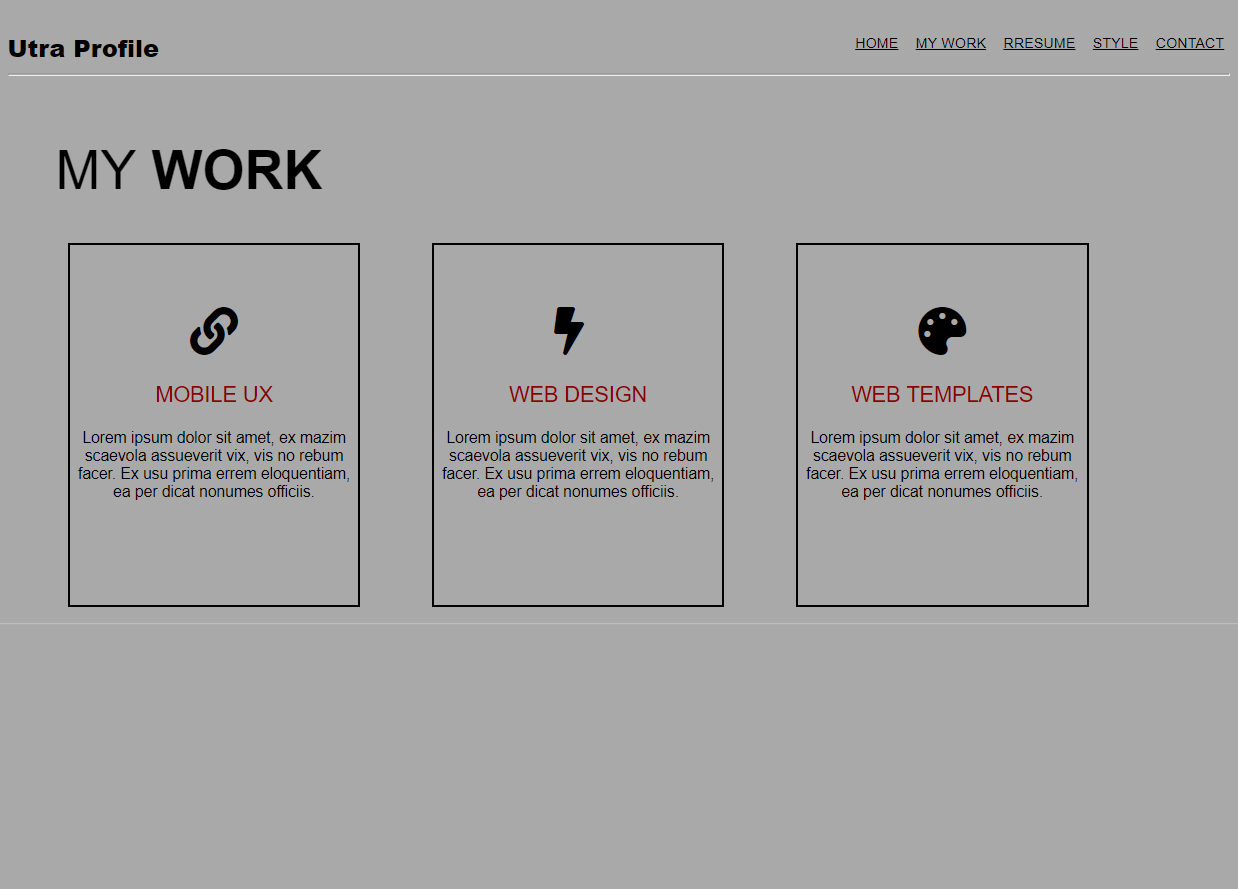 Utra Profile
HOME MY WORK RRESUME STYLE CONTACT
MY WORK
MOBILE UX
Lorem ipsum dolor sit amet, ex mazim
scaevola assueverit vix, vis no rebum
facer. Ex usu prima errem eloquentiam,
ea per dicat nonumes officiis.
WEB DESIGN
Lorem ipsum dolor sit amet, ex mazim
scaevola assueverit vix, vis no rebum
facer. Ex usu prima errem eloquentiam,
ea per dicat nonumes officiis.
WEB TEMPLATES
Lorem ipsum dolor sit amet, ex mazim
scaevola assueverit vix, vis no rebum
facer. Ex usu prima errem eloquentiam,
ea per dicat nonumes officiis.